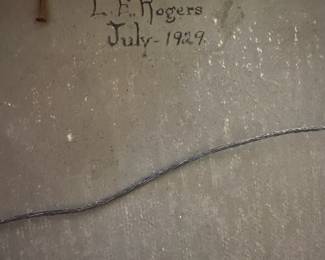 L. E. Rogers
July - 1929